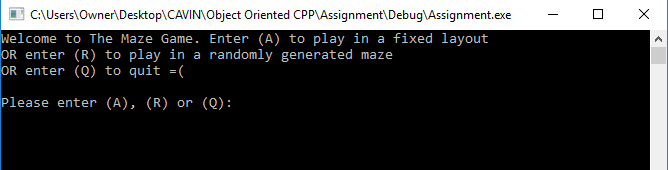 C:\Users\Owner\Desktop\CAVIN\Object Oriented CPP\Assignment\Debug\Assignment.exe
Welcome to The Maze Game. Enter (A) to play in a fixed layout
OR enter (R) to play in a randomly generated maze
OR enter (Q) to quit =(
Please enter (A), (R) or (Q):